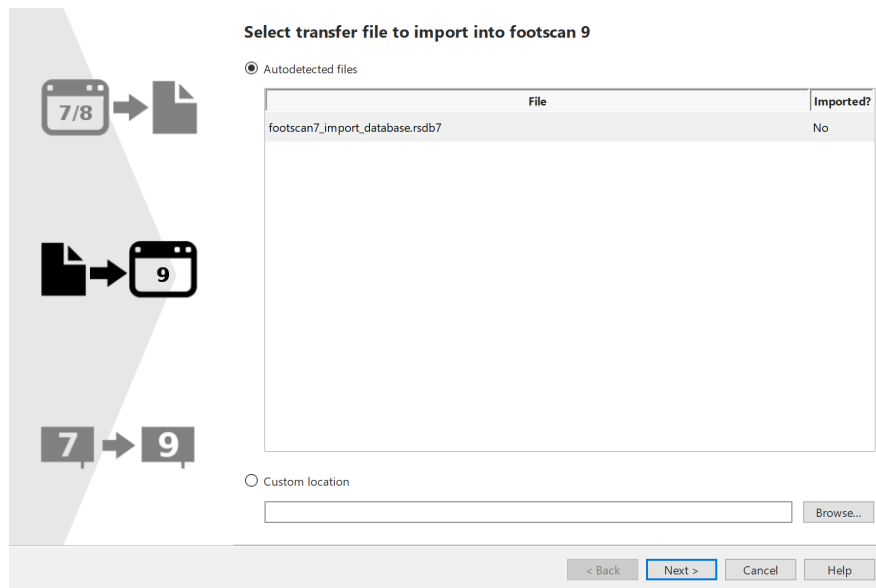 Select transfer file to import into footscan 9
Autodetected files
File Imported?
footscan7_import_database.rsdb7 No
7/8
9
7 9
Custom location
Browse...
< Back Next > Cancel Help